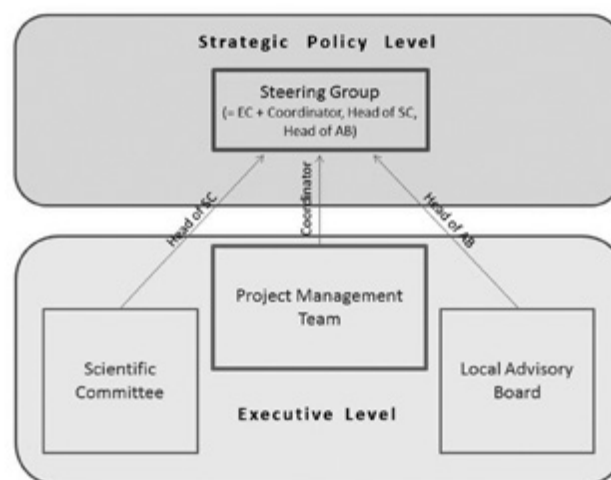 Strategic Policy Level
Steering Group
(= EC + Coordinator, Head of SC,
Head of AB)
Head of SC
Coordinator
Head of AB
Project Management
Team
Scientific
Committee
Local Advisory
Board
Executive Level